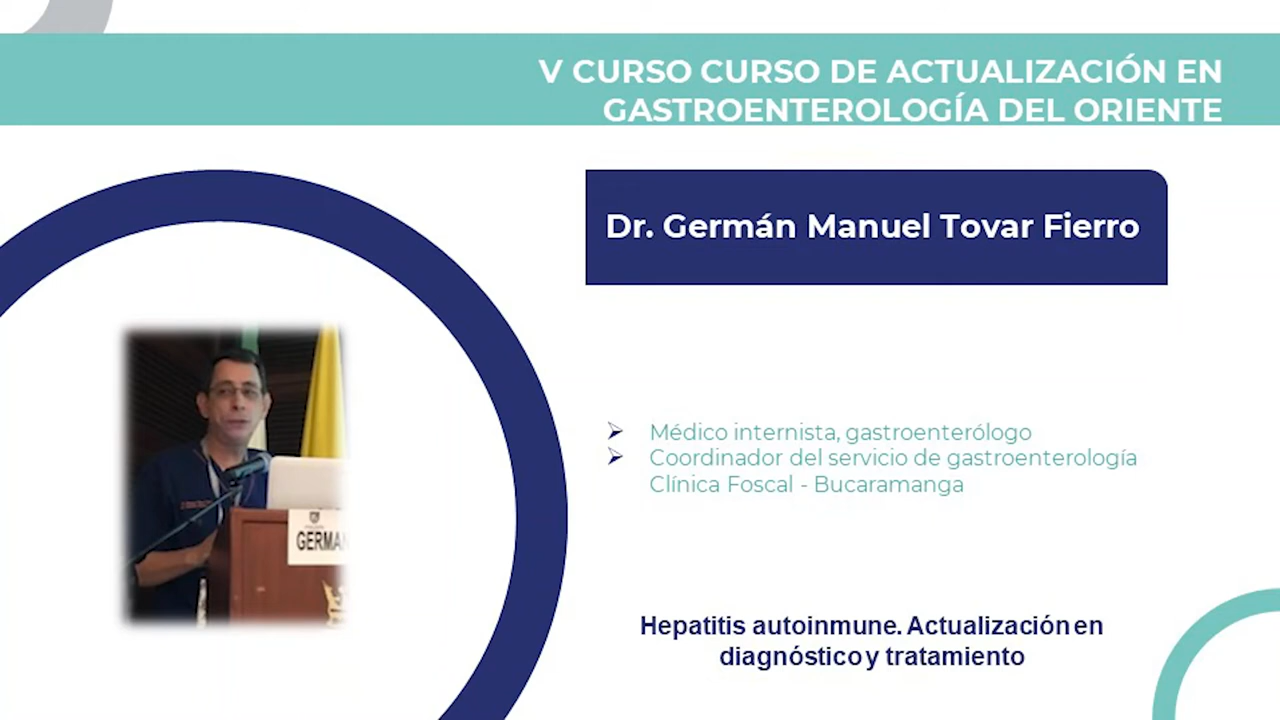 V CURSO CURSO DE ACTUALIZACIÓN EN
GASTROENTEROLOGÍA DEL ORIENTE
Dr. Germán Manuel Tovar Fierro
Médico internista, gastroenterólogo
Coordinador del servicio de gastroenterología
Clínica Foscal - Bucaramanga
GERMAN
Hepatitis autoinmune. Actualización en
diagnóstico y tratamiento